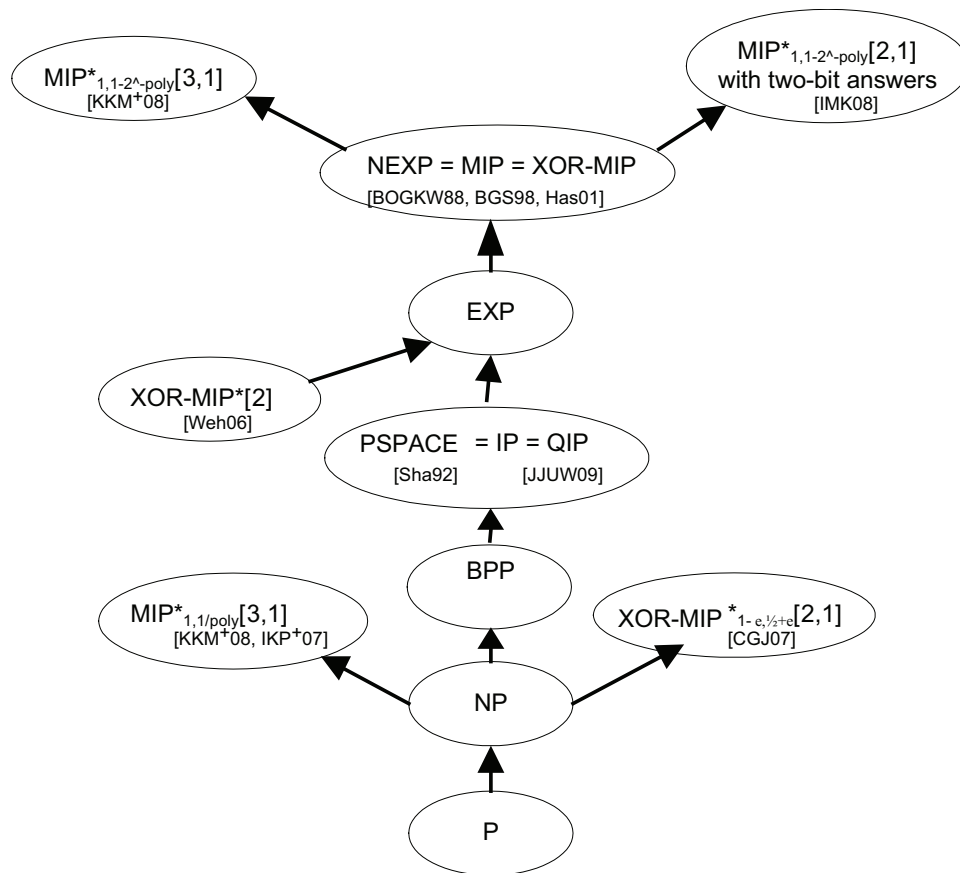 MIP*1,1-2^-poly[3,1]
[KKM+08]
MIP*1,1-2^-poly[2,1]
with two-bit answers
[IMK08]
NEXP = MIP = XOR-MIP
[BOGKW88, BGS98, Has01]
EXP
XOR-MIP*[2]
[Weh06]
PSPACE = IP = QIP
[Sha92] [JJUW09]
BPP
MIP*1,1/poly[3,1]
[KKM+08, IKP+07]
XOR-MIP *1- e,½+e[2,1]
[CGJ07]
NP
P